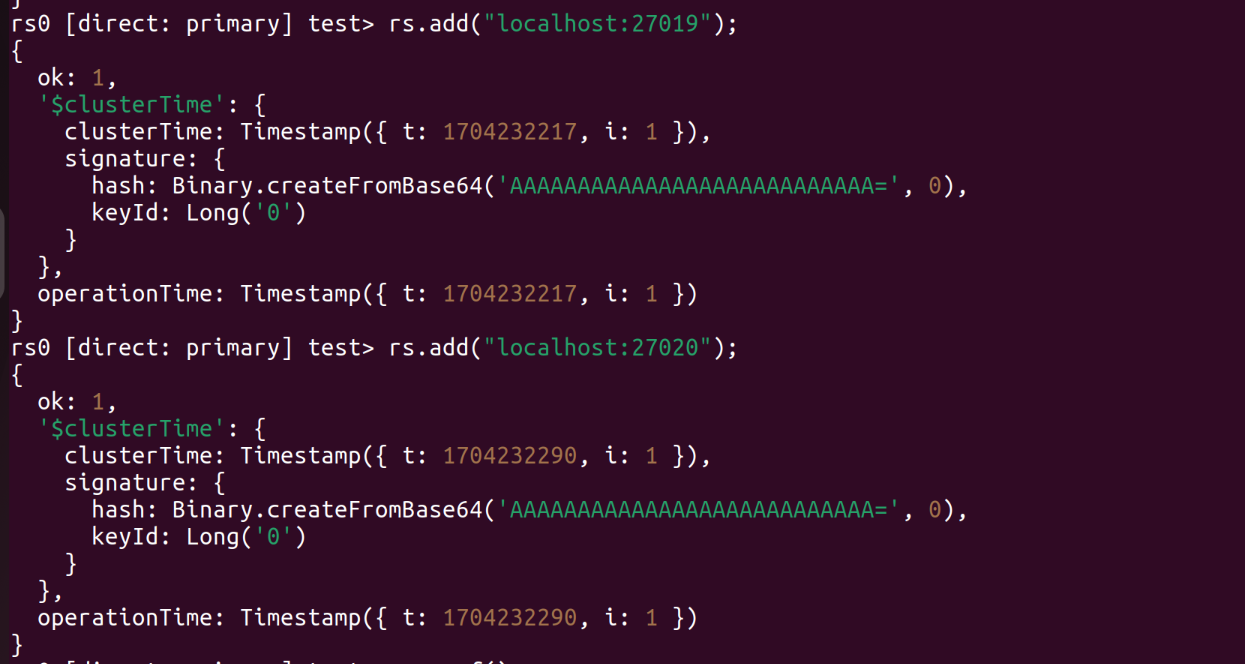 }
rs0 [direct: primary] test> rs.add("localhost:27019");
{
  ok: 1,
  '$clusterTime': {
    clusterTime: Timestamp({ t: 1704232217, i: 1 }),
    signature: {
      hash: Binary.createFromBase64('AAAAAAAAAAAAAAAAAAAAAAAAAAA=', 0),
      keyId: Long('0')
    }
  },
  operationTime: Timestamp({ t: 1704232217, i: 1 })
}
rs0 [direct: primary] test> rs.add("localhost:27020");
{
  ok: 1,
  '$clusterTime': {
    clusterTime: Timestamp({ t: 1704232290, i: 1 }),
    signature: {
      hash: Binary.createFromBase64('AAAAAAAAAAAAAAAAAAAAAAAAAAA=', 0),
      keyId: Long('0')
    }
  },
  operationTime: Timestamp({ t: 1704232290, i: 1 })
}